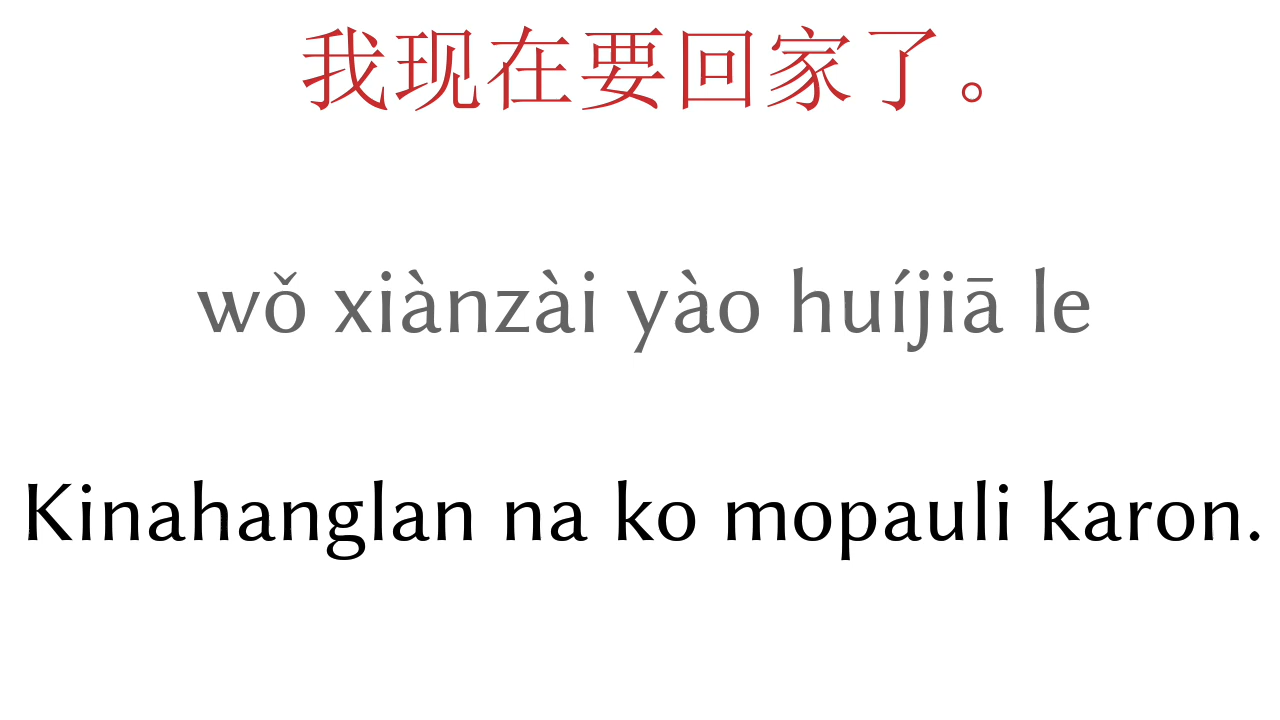 我现在要回家了。
wǒ xiànzài yào huíjiā le
Kinahanglan na ko mopauli karon.